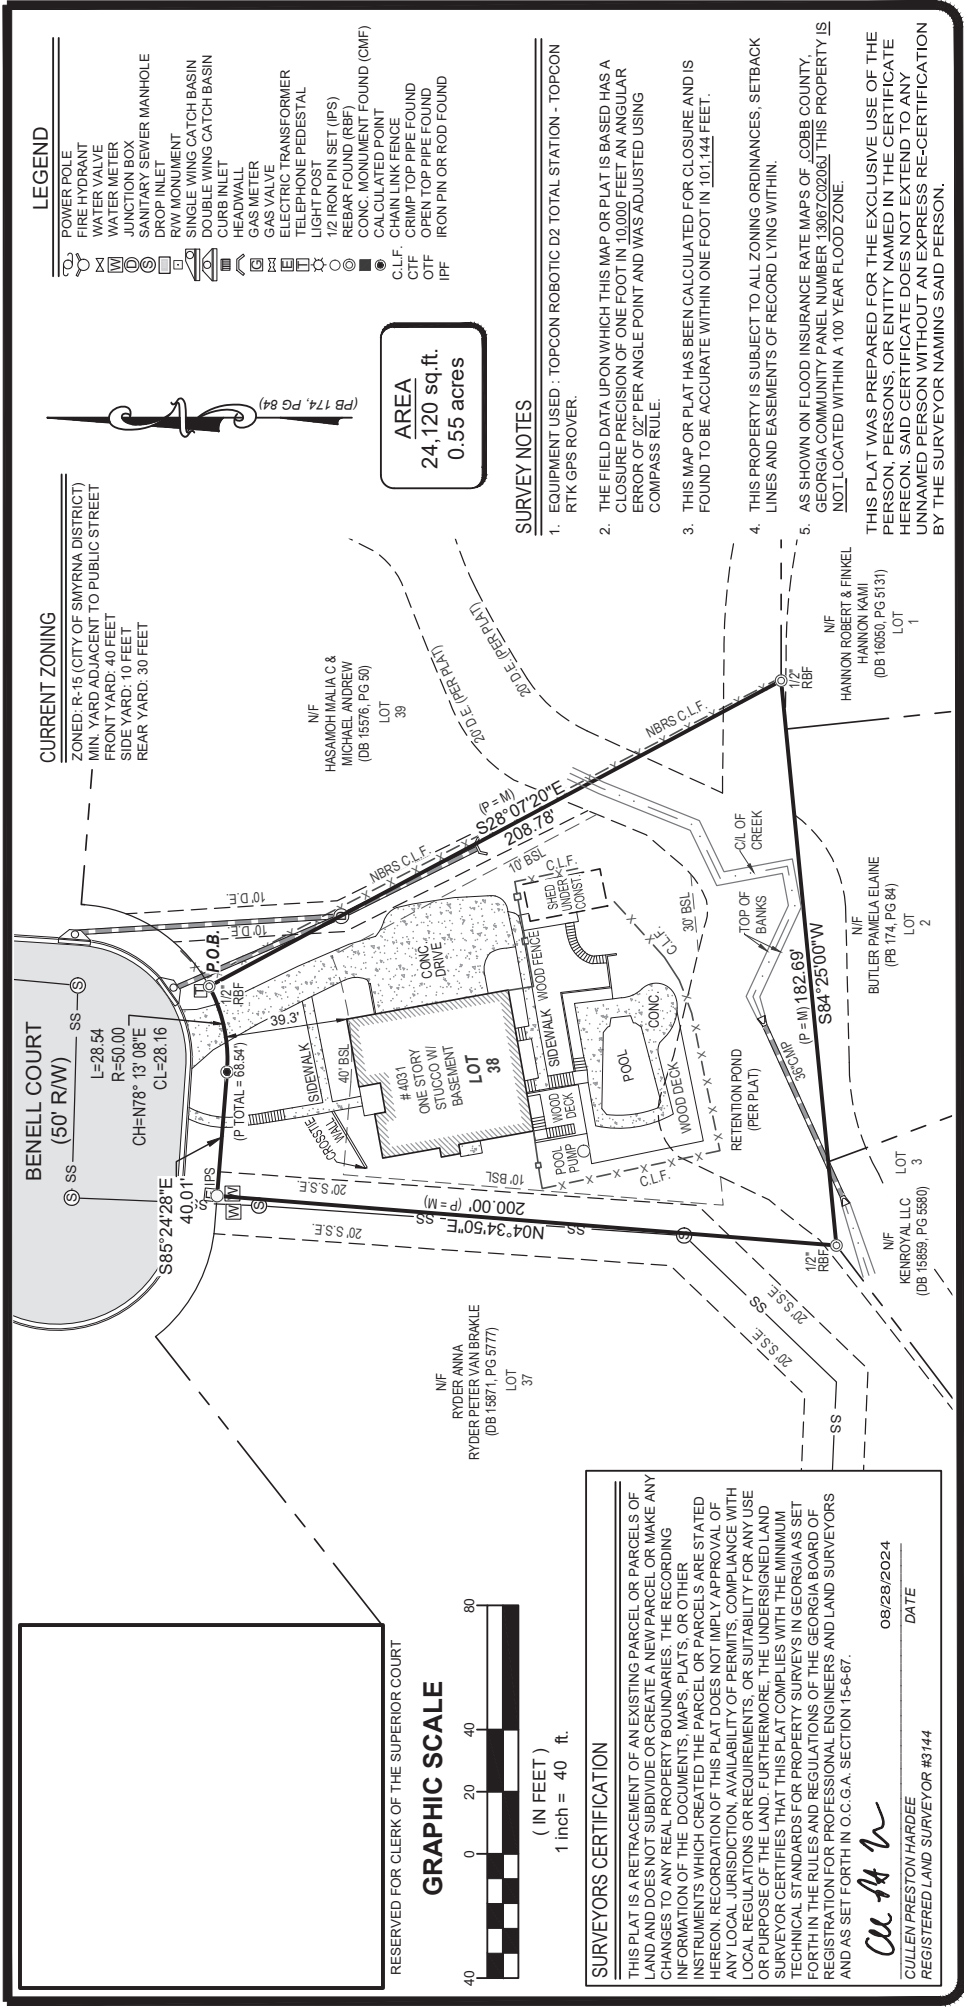 RESERVED FOR CLERK OF THE SUPERIOR COURT
GRAPHIC SCALE
40
0
20
40
80
( IN FEET )
1 inch = 40 ft.
SURVEYORS CERTIFICATION
THIS PLAT IS A RETRACEMENT OF AN EXISTING PARCEL OR PARCELS OF
LAND AND DOES NOT SUBDIVIDE OR CREATE A NEW PARCEL OR MAKE ANY
CHANGES TO ANY REAL PROPERTY BOUNDARIES. THE RECORDING
INFORMATION OF THE DOCUMENTS, MAPS, PLATS, OR OTHER
INSTRUMENTS WHICH CREATED THE PARCEL OR PARCELS ARE STATED
HEREON. RECORDATION OF THIS PLAT DOES NOT IMPLY APPROVAL OF
ANY LOCAL JURISDICTION, AVAILABILITY OF PERMITS, COMPLIANCE WITH
LOCAL REGULATIONS OR REQUIREMENTS, OR SUITABILITY FOR ANY USE
OR PURPOSE OF THE LAND. FURTHERMORE, THE UNDERSIGNED LAND
SURVEYOR CERTIFIES THAT THIS PLAT COMPLIES WITH THE MINIMUM
TECHNICAL STANDARDS FOR PROPERTY SURVEYS IN GEORGIA AS SET
FORTH IN THE RULES AND REGULATIONS OF THE GEORGIA BOARD OF
REGISTRATION FOR PROFESSIONAL ENGINEERS AND LAND SURVEYORS
AND AS SET FORTH IN O.C.G.A. SECTION 15-6-67.
08/28/2024
CULLEN PRESTON HARDEE
DATE
REGISTERED LAND SURVEYOR #3144
BENELL COURT
(50' R/W)
SS
SS
S
S
L=28.54
R=50.00
CH=N78° 13' 08"E
CL=28.16
S85°24'28"E
40.01'
IPS
W W
S
20' S.S.E.
20' S.S.E.
(P TOTAL = 68.54')
P.O.B.
1/2"
RBF
T
10' D.E.
10' D.E.
39.3'
SIDEWALK
40' BSL
CROSSTIE
WALL
CONC.
DRIVE
# 4031
ONE STORY
STUCCO W/
BASEMENT
LOT
38
NBRS C.L.F.
(P = M)
S28°07'20"E
208.78'
10' BSL
C.L.F.
SHED
UNDER
CONST.
WOOD FENCE
SIDEWALK
WOOD
DECK
POOL
PUMP
POOL
CONC.
WOOD DECK
C.L.F.
C.L.F.
30' BSL
10' BSL
N04°34'50"E
200.00' (P = M)
SS
SS
S
RETENTION POND
(PER PLAT)
TOP OF
BANKS
C/L OF
CREEK
36"CMP
(P = M) 182.69'
S84°25'00"W
1/2"
RBF
1/2"
RBF
NBRS C.L.F.
20' D.E. (PER PLAT)
20' D.E. (PER PLAT)
20' S.S.E.
20' S.S.E.
SS
SS
N/F
RYDER ANNA
RYDER PETER VAN BRAKLE
(DB 15871, PG 5777)
LOT
37
N/F
HASAMOH MALIA C &
MICHAEL ANDREW
(DB 15576, PG 50)
LOT
39
N/F
KENROYAL LLC
(DB 15859, PG 5580)
LOT
3
N/F
BUTLER PAMELA ELAINE
(PB 174, PG 84)
LOT
2
N/F
HANNON ROBERT & FINKEL
HANNON KAMI
(DB 16050, PG 5131)
LOT
1
CURRENT ZONING
ZONED: R-15 (CITY OF SMYRNA DISTRICT)
MIN. YARD ADJACENT TO PUBLIC STREET
FRONT YARD: 40 FEET
SIDE YARD: 10 FEET
REAR YARD: 30 FEET
(PB 174, PG 84)
AREA
24,120 sq.ft.
0.55 acres
LEGEND
POWER POLE
FIRE HYDRANT
WATER VALVE
W WATER METER
D JUNCTION BOX
S SANITARY SEWER MANHOLE
DROP INLET
R/W MONUMENT
SINGLE WING CATCH BASIN
DOUBLE WING CATCH BASIN
CURB INLET
HEADWALL
G GAS METER
GAS VALVE
E ELECTRIC TRANSFORMER
T TELEPHONE PEDESTAL
LIGHT POST
1/2 IRON PIN SET (IPS)
REBAR FOUND (RBF)
CONC. MONUMENT FOUND (CMF)
CALCULATED POINT
C.L.F. CHAIN LINK FENCE
CTF CRIMP TOP PIPE FOUND
OTF OPEN TOP PIPE FOUND
IPF IRON PIN OR ROD FOUND
SURVEY NOTES
1. EQUIPMENT USED : TOPCON ROBOTIC D2 TOTAL STATION - TOPCON
RTK GPS ROVER.
2. THE FIELD DATA UPON WHICH THIS MAP OR PLAT IS BASED HAS A
CLOSURE PRECISION OF ONE FOOT IN 10,000 FEET AN ANGULAR
ERROR OF 02" PER ANGLE POINT AND WAS ADJUSTED USING
COMPASS RULE.
3. THIS MAP OR PLAT HAS BEEN CALCULATED FOR CLOSURE AND IS
FOUND TO BE ACCURATE WITHIN ONE FOOT IN 101,144 FEET.
4. THIS PROPERTY IS SUBJECT TO ALL ZONING ORDINANCES, SETBACK
LINES AND EASEMENTS OF RECORD LYING WITHIN.
5. AS SHOWN ON FLOOD INSURANCE RATE MAPS OF COBB COUNTY,
GEORGIA COMMUNITY PANEL NUMBER 13067C0206J THIS PROPERTY IS
NOT LOCATED WITHIN A 100 YEAR FLOOD ZONE.
THIS PLAT WAS PREPARED FOR THE EXCLUSIVE USE OF THE
PERSON, PERSONS, OR ENTITY NAMED IN THE CERTIFICATE
HEREON. SAID CERTIFICATE DOES NOT EXTEND TO ANY
UNNAMED PERSON WITHOUT AN EXPRESS RE-CERTIFICATION
BY THE SURVEYOR NAMING SAID PERSON.